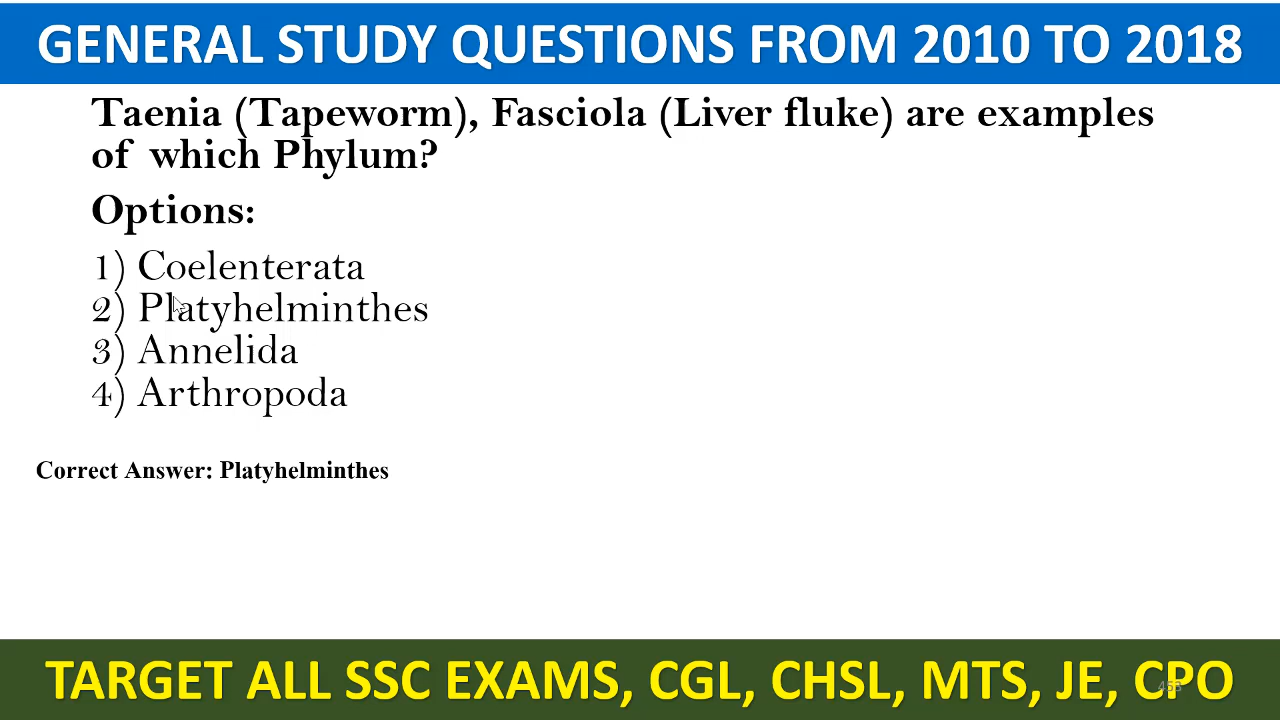 GENERAL STUDY QUESTIONS FROM 2010 TO 2018
Taenia (Tapeworm), Fasciola (Liver fluke) are examples
of which Phylum?
Options:
1) Coelenterata
2) Platyhelminthes
3) Annelida
4) Arthropoda
Correct Answer: Platyhelminthes
TARGET ALL SSC EXAMS, CGL, CHSL, MTS, JE, CPO